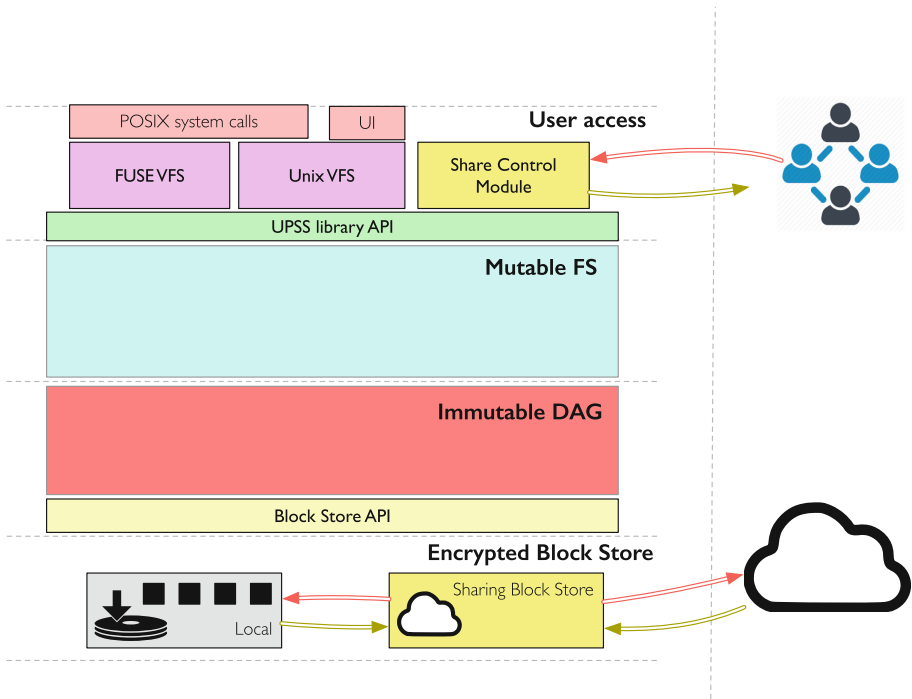 POSIX system calls
UI
User access
FUSE VFS
Unix VFS
Share Control
Module
UPSS library API
Mutable FS
Immutable DAG
Block Store API
Encrypted Block Store
Sharing Block Store
Local